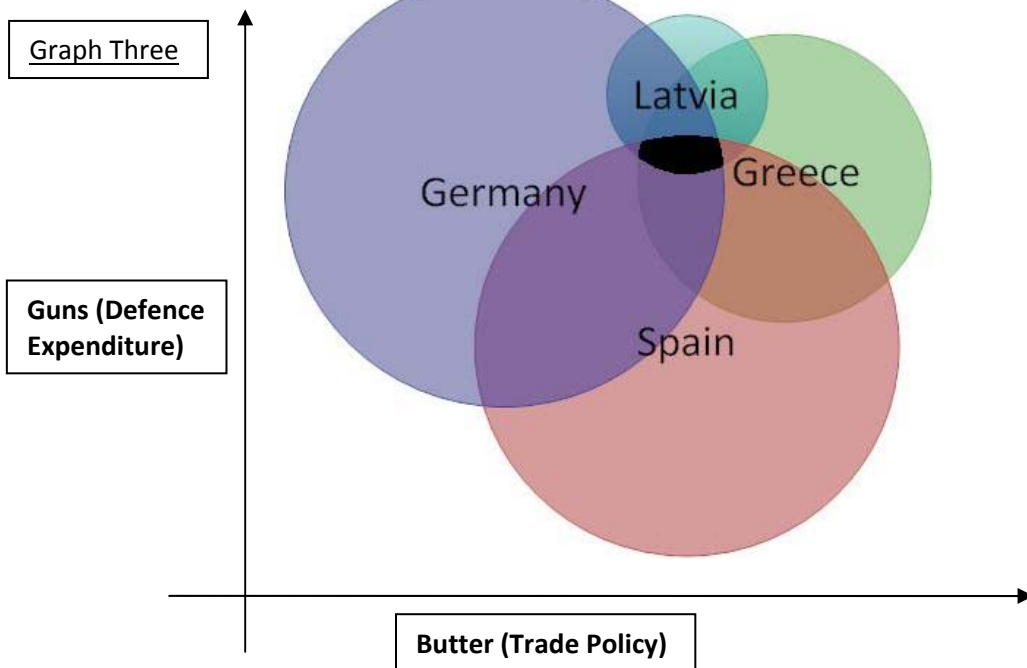 Graph Three
Latvia
Greece
Germany
Guns (Defence
Expenditure)
Spain
Butter (Trade Policy)